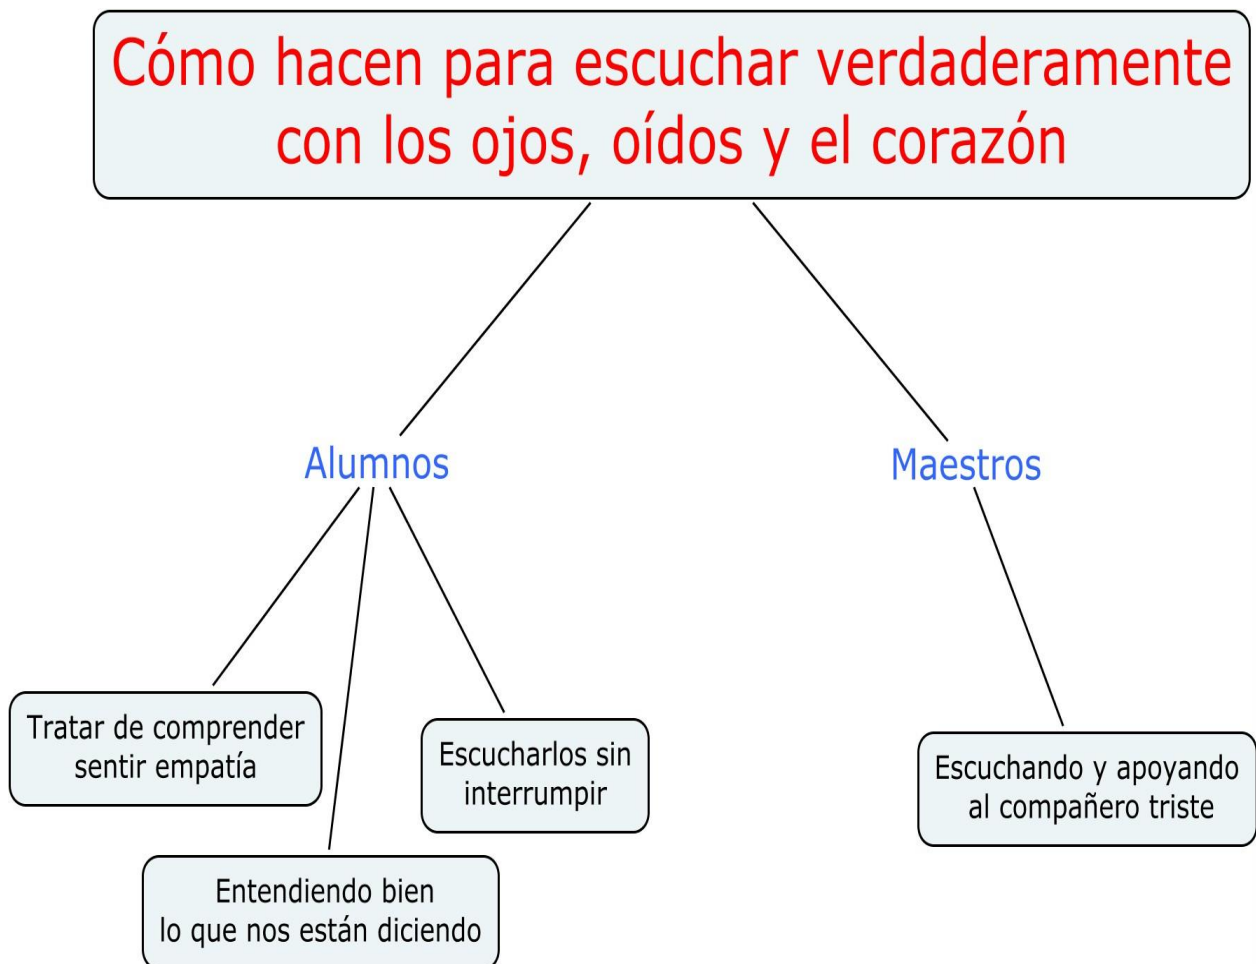 Cómo hacen para escuchar verdaderamente
con los ojos, oídos y el corazón
Alumnos
Maestros
Tratar de comprender
sentir empatía
Escucharlos sin
interrumpir
Escuchando y apoyando
al compañero triste
Entendiendo bien
lo que nos están diciendo